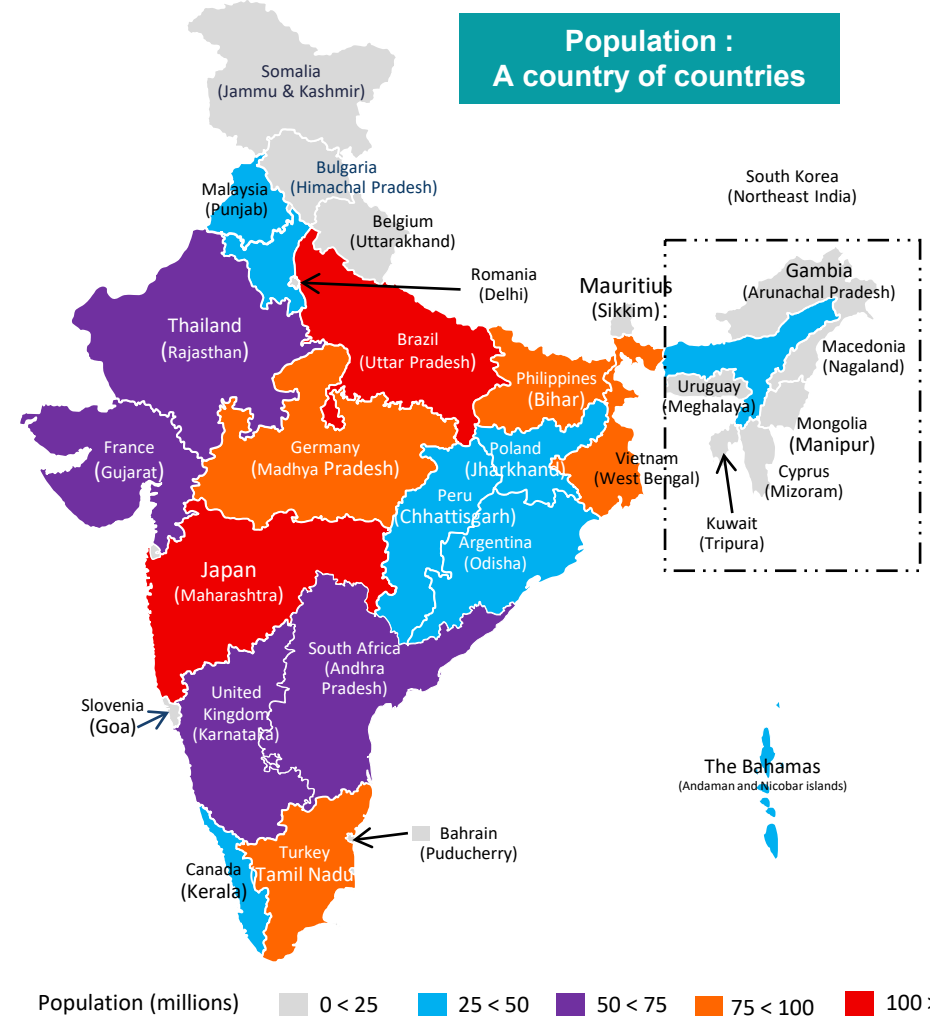 Population :
A country of countries
Somalia
(Jammu & Kashmir)
Bulgaria
(Himachal Pradesh)
Malaysia
(Punjab)
Belgium
(Uttarakhand)
South Korea
(Northeast India)
Romania
(Delhi)
Mauritius
(Sikkim)
Gambia
(Arunachal Pradesh)
Thailand
(Rajasthan)
Brazil
(Uttar Pradesh)
Macedonia
(Nagaland)
Philippines
(Bihar)
Uruguay
(Meghalaya)
Mongolia
(Manipur)
France
(Gujarat)
Germany
(Madhya Pradesh)
Poland
(Jharkhand)
Vietnam
(West Bengal)
Cyprus
(Mizoram)
Peru
(Chhattisgarh)
Kuwait
(Tripura)
Argentina
(Odisha)
Japan
(Maharashtra)
South Africa
(Andhra
Pradesh)
United
Kingdom
(Karnataka)
Slovenia
(Goa)
The Bahamas
(Andaman and Nicobar islands)
Bahrain
(Puducherry)
Turkey
(Tamil Nadu
Canada
(Kerala)
Population (millions) 0 < 25 25 < 50 50 < 75 75 < 100 100 >